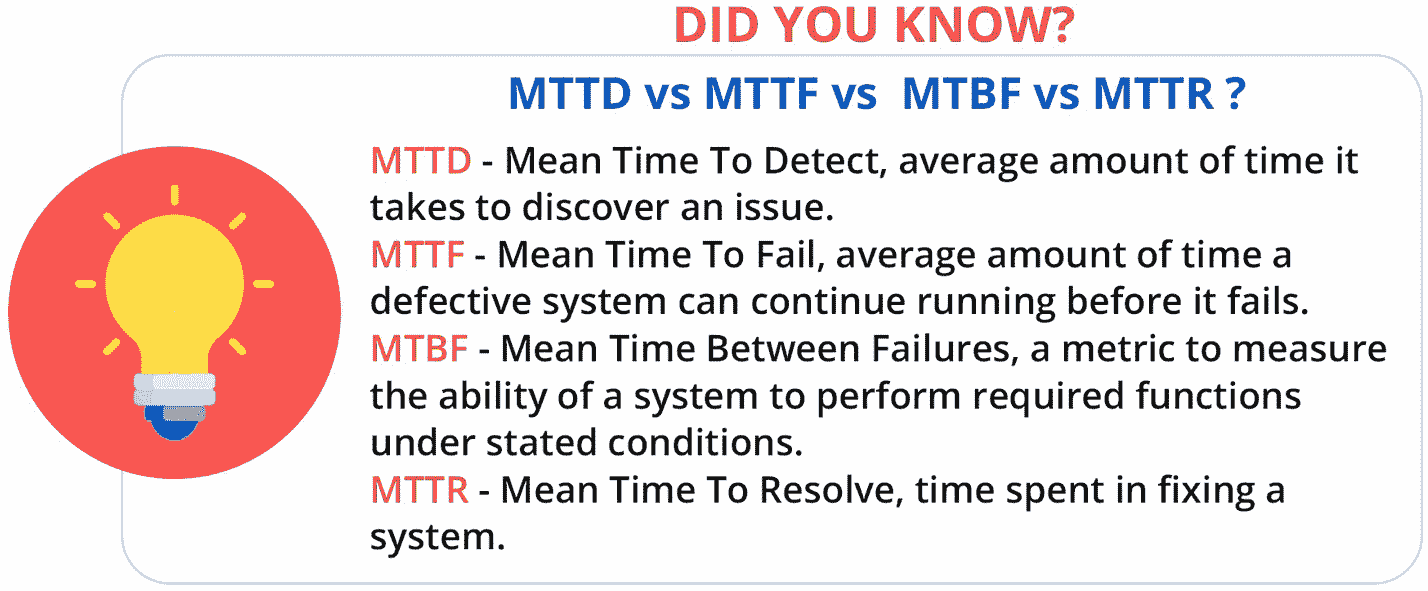 DID YOU KNOW?
MTTD vs MTTF vs MTBF vs MTTR ?
MTTD - Mean Time To Detect, average amount of time it
takes to discover an issue.
MTTF - Mean Time To Fail, average amount of time a
defective system can continue running before it fails.
MTBF - Mean Time Between Failures, a metric to measure
the ability of a system to perform required functions
under stated conditions.
MTTR - Mean Time To Resolve, time spent in fixing a
system.